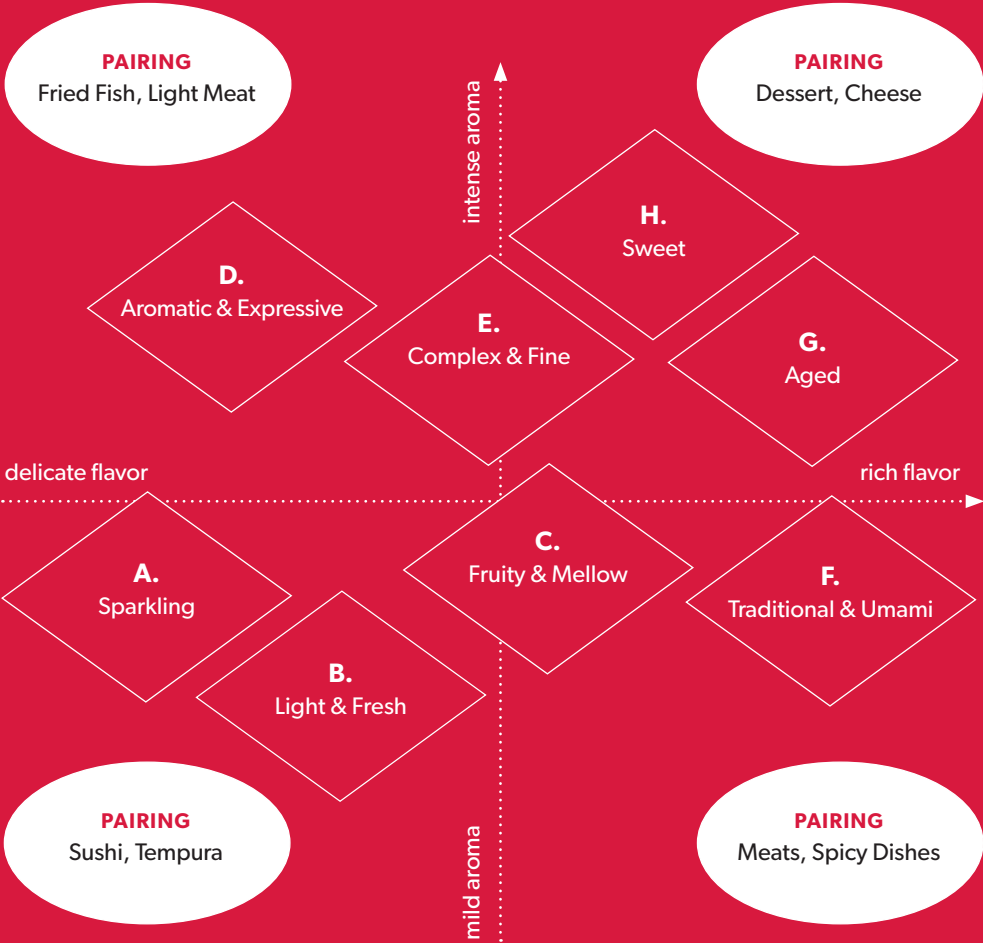 PAIRING
Fried Fish, Light Meat
PAIRING
Dessert, Cheese
intense aroma
H.
Sweet
D.
Aromatic & Expressive
E.
Complex & Fine
G.
Aged
delicate flavor
rich flavor
A.
Sparkling
C.
Fruity & Mellow
F.
Traditional & Umami
B.
Light & Fresh
PAIRING
Sushi, Tempura
mild aroma
PAIRING
Meats, Spicy Dishes